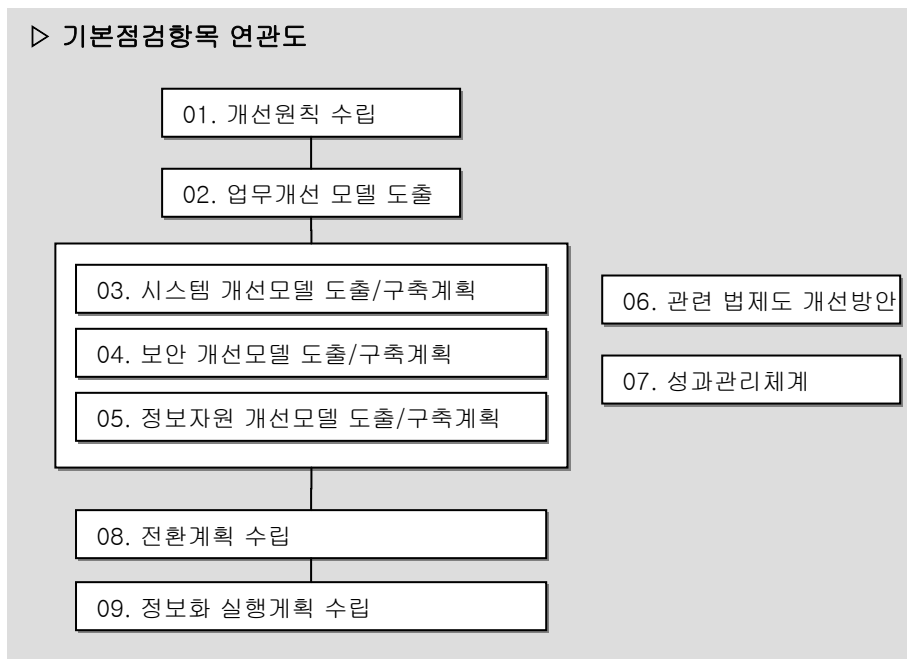 ▷ 기본점검항목 연관도
01. 개선원칙 수립
02. 업무개선 모델 도출
03. 시스템 개선모델 도출/구축계획
04. 보안 개선모델 도출/구축계획
05. 정보자원 개선모델 도출/구축계획
06. 관련 법제도 개선방안
07. 성과관리체계
08. 전환계획 수립
09. 정보화 실행계획 수립